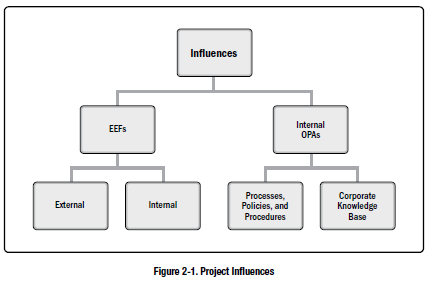 Influences
EEFs
Internal
OPAs
External
Internal
Processes,
Policies, and
Procedures
Corporate
Knowledge
Base
Figure 2-1. Project Influences